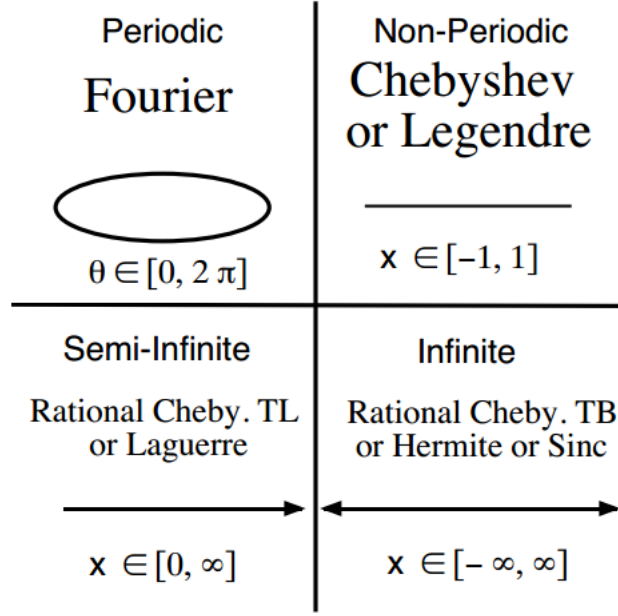 Periodic
Fourier
θ ∈ [0, 2 π]
Non-Periodic
Chebyshev
or Legendre
x ∈ [−1, 1]
Semi-Infinite
Rational Cheby. TL
or Laguerre
x ∈ [0, ∞]
Infinite
Rational Cheby. TB
or Hermite or Sinc
x ∈ [− ∞, ∞]